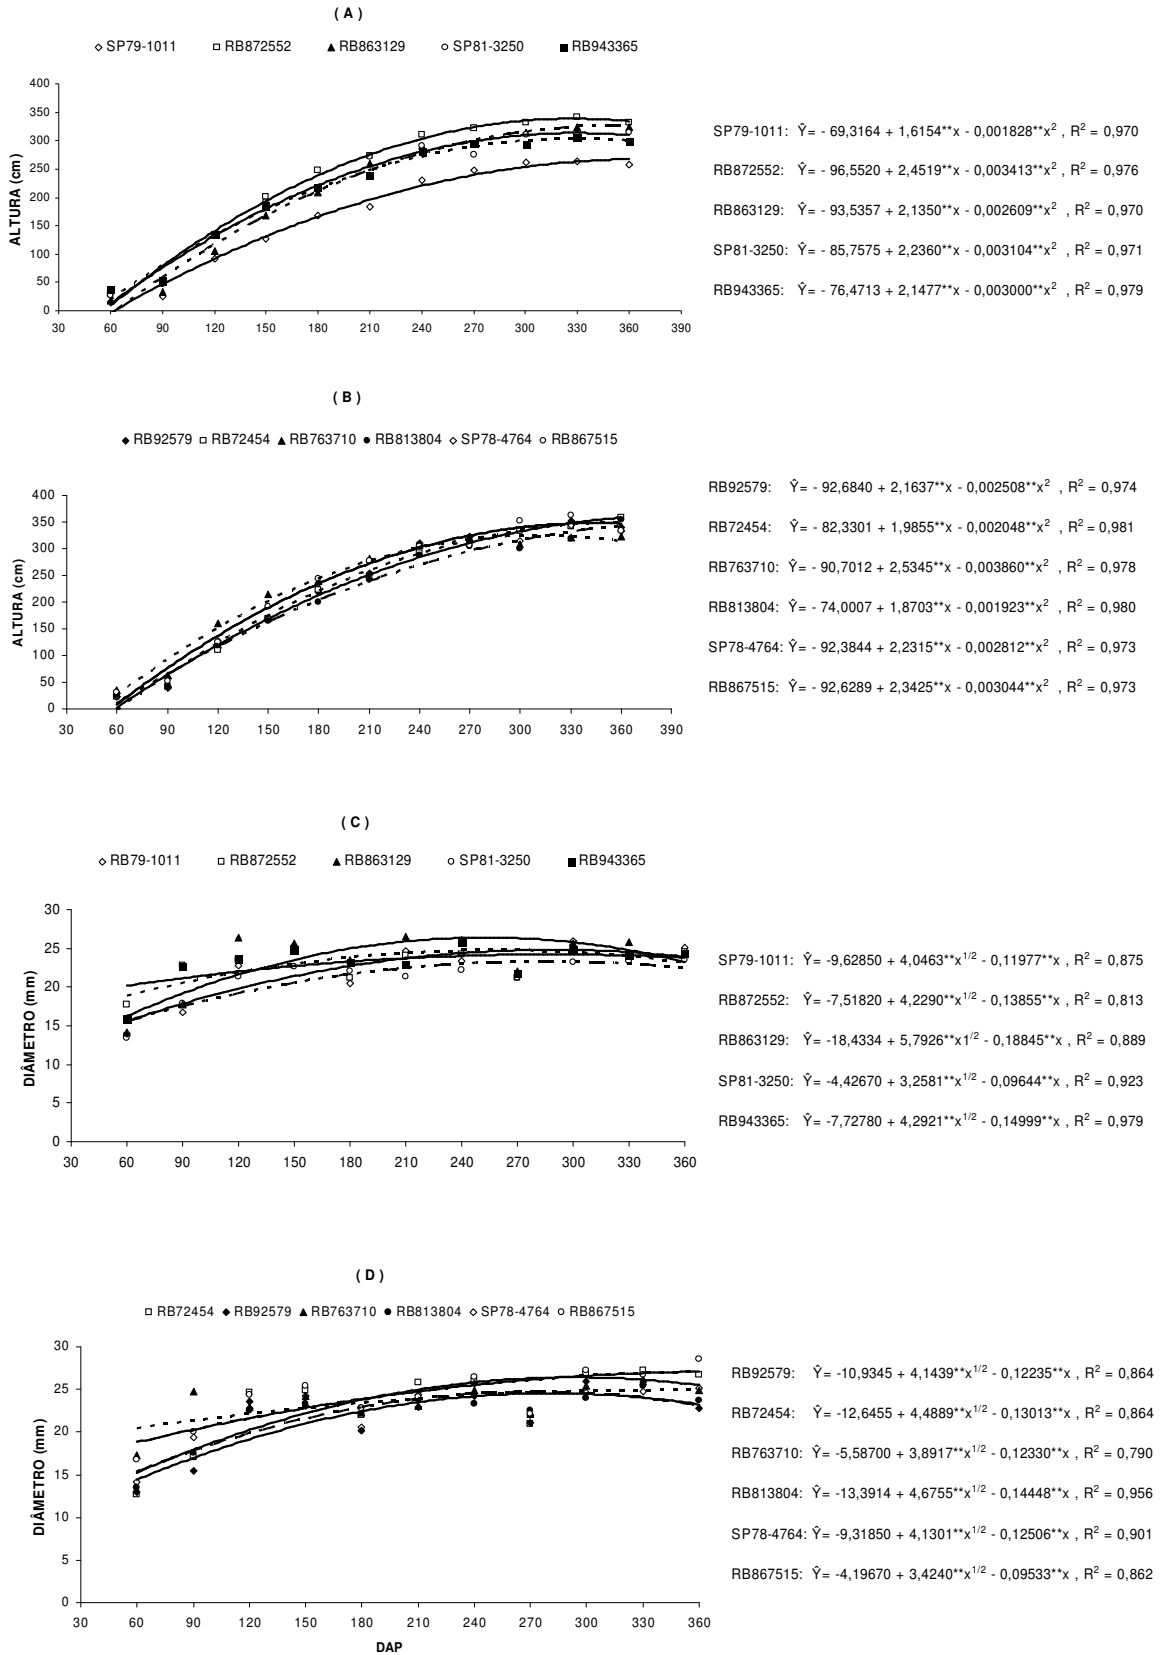 ( A )
SP79-1011 RB872552 RB863129 SP81-3250 RB943365
400
350
300
250
200
150
100
50
0
ALTURA (cm)
30 60 90 120 150 180 210 240 270 300 330 360 390
SP79-1011: Ŷ= - 69,3164 + 1,6154**x - 0,001828**x² , R² = 0,970
RB872552: Ŷ= - 96,5520 + 2,4519**x - 0,003413**x² , R² = 0,976
RB863129: Ŷ= - 93,5357 + 2,1350**x - 0,002609**x² , R² = 0,970
SP81-3250: Ŷ= - 85,7575 + 2,2360**x - 0,003104**x² , R² = 0,971
RB943365: Ŷ= - 76,4713 + 2,1477**x - 0,003000**x² , R² = 0,979
( B )
RB92579 RB72454 RB763710 RB813804 SP78-4764 RB867515
400
350
300
250
200
150
100
50
0
ALTURA (cm)
30 60 90 120 150 180 210 240 270 300 330 360 390
RB92579: Ŷ= - 92,6840 + 2,1637**x - 0,002508**x² , R² = 0,974
RB72454: Ŷ= - 82,3301 + 1,9855**x - 0,002048**x² , R² = 0,981
RB763710: Ŷ= - 90,7012 + 2,5345**x - 0,003860**x² , R² = 0,978
RB813804: Ŷ= - 74,0007 + 1,8703**x - 0,001923**x² , R² = 0,980
SP78-4764: Ŷ= - 92,3844 + 2,2315**x - 0,002812**x² , R² = 0,973
RB867515: Ŷ= - 92,6289 + 2,3425**x - 0,003044**x² , R² = 0,973
( C )
RB79-1011 RB872552 RB863129 SP81-3250 RB943365
30
25
20
15
10
5
0
DIÂMETRO (mm)
30 60 90 120 150 180 210 240 270 300 330 360
SP79-1011: Ŷ= -9,62850 + 4,0463**x^1/2 - 0,11977**x , R² = 0,875
RB872552: Ŷ= -7,51820 + 4,2290**x^1/2 - 0,13855**x , R² = 0,813
RB863129: Ŷ= -18,4334 + 5,7926**x1/2 - 0,18845**x , R² = 0,889
SP81-3250: Ŷ= -4,42670 + 3,2581**x^1/2 - 0,09644**x , R² = 0,923
RB943365: Ŷ= -7,72780 + 4,2921**x^1/2 - 0,14999**x , R² = 0,979
( D )
RB72454 RB92579 RB763710 RB813804 SP78-4764 RB867515
30
25
20
15
10
5
0
DIÂMETRO (mm)
30 60 90 120 150 180 210 240 270 300 330 360
DAP
RB92579: Ŷ= -10,9345 + 4,1439**x^1/2 - 0,12235**x , R² = 0,864
RB72454: Ŷ= -12,6455 + 4,4889**x^1/2 - 0,13013**x , R² = 0,864
RB763710: Ŷ= -5,58700 + 3,8917**x^1/2 - 0,12330**x , R² = 0,790
RB813804: Ŷ= -13,3914 + 4,6755**x^1/2 - 0,14448**x , R² = 0,956
SP78-4764: Ŷ= -9,31850 + 4,1301**x^1/2 - 0,12506**x , R² = 0,901
RB867515: Ŷ= -4,19670 + 3,4240**x^1/2 - 0,09533**x , R² = 0,862